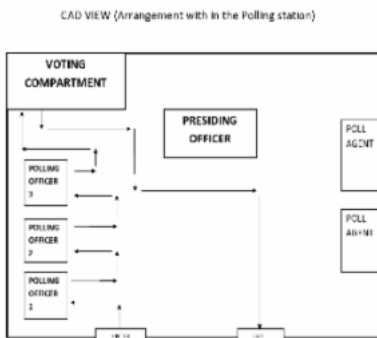 CAD VIEW (Arrangement with in the Polling station)
VOTING
COMPARTMENT
PRESIDING
OFFICER
POLL
AGENT
POLLING
OFFICER
3
POLLING
OFFICER
2
POLL
AGENT
POLLING
OFFICER
1